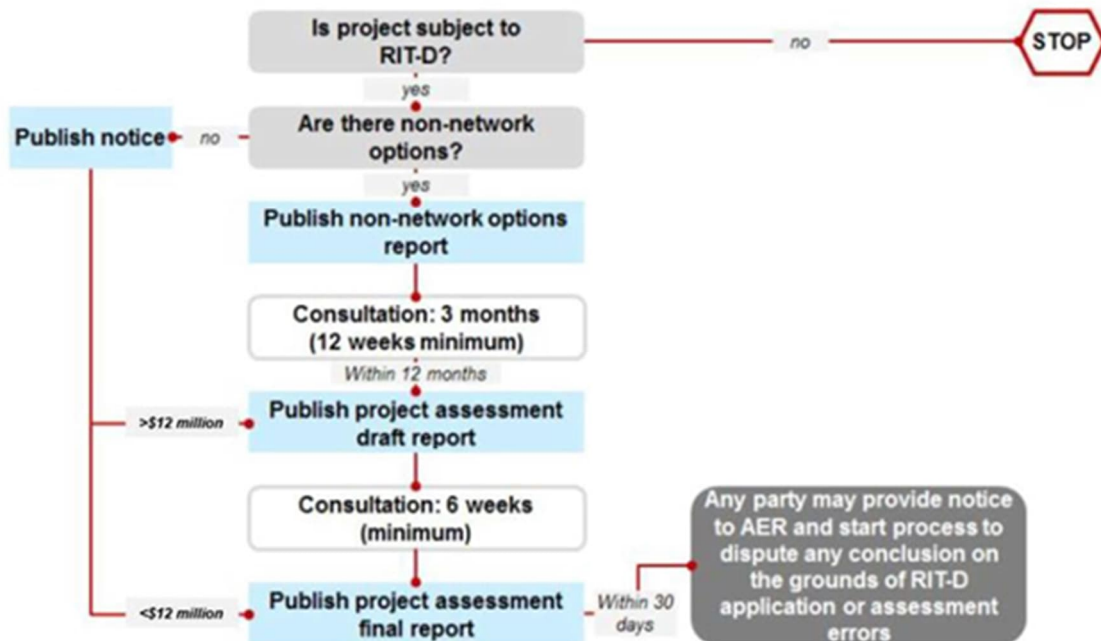 Is project subject to
RIT-D?
no
STOP
yes
Are there non-network
options?
no
Publish notice
yes
Publish non-network options
report
Consultation: 3 months
(12 weeks minimum)
Within 12 months
>$12 million
Publish project assessment
draft report
Consultation: 6 weeks
(minimum)
<$12 million
Publish project assessment
final report
Within 30
days
Any party may provide notice
to AER and start process to
dispute any conclusion on
the grounds of RIT-D
application or assessment
errors